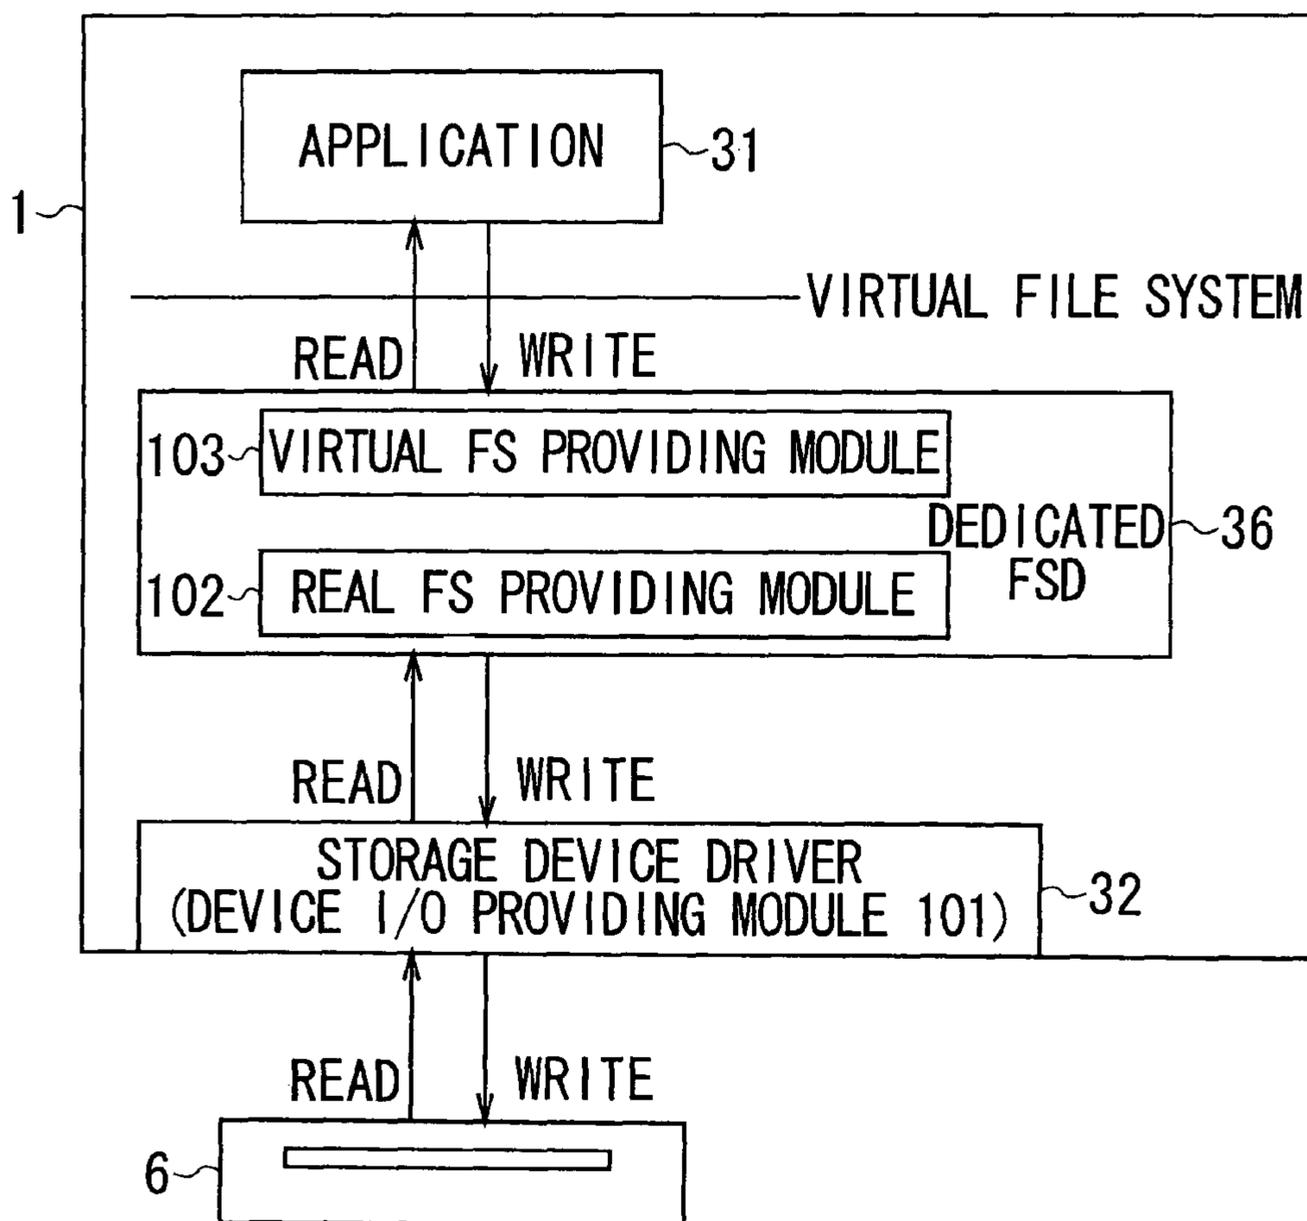 APPLICATION
31
1
VIRTUAL FILE SYSTEM
READ
WRITE
103
VIRTUAL FS PROVIDING MODULE
DEDICATED
FSD
36
102
REAL FS PROVIDING MODULE
READ
WRITE
STORAGE DEVICE DRIVER
(DEVICE I/O PROVIDING MODULE 101)
32
READ
WRITE
6